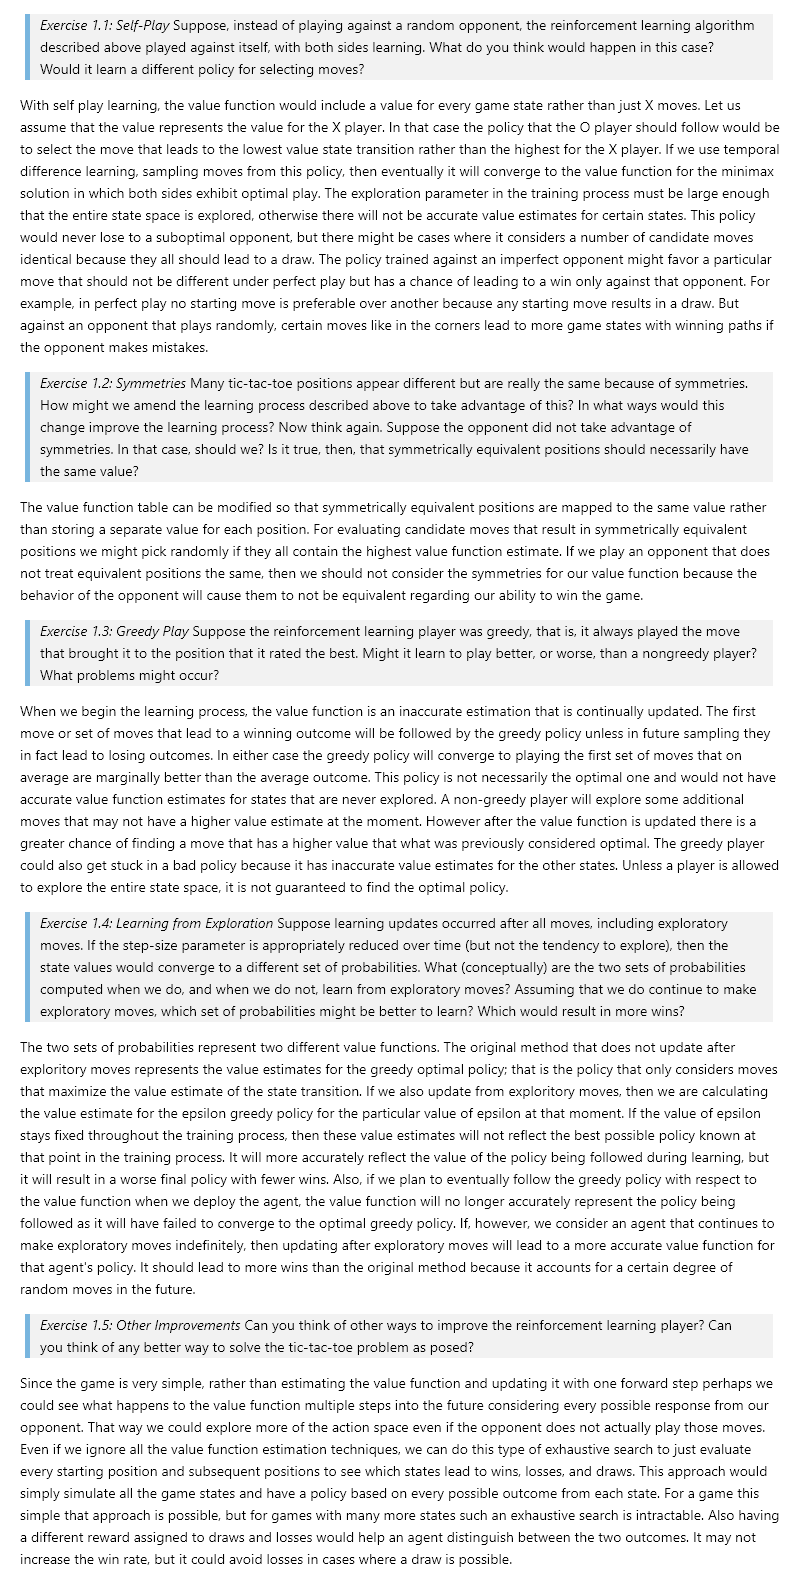 Exercise 1.1: Self-Play Suppose, instead of playing against a random opponent, the reinforcement learning algorithm
described above played against itself, with both sides learning. What do you think would happen in this case?
Would it learn a different policy for selecting moves?
With self play learning, the value function would include a value for every game state rather than just X moves. Let us
assume that the value represents the value for the X player. In that case the policy that the O player should follow would be
to select the move that leads to the lowest value state transition rather than the highest for the X player. If we use temporal
difference learning, sampling moves from this policy, then eventually it will converge to the value function for the minimax
solution in which both sides exhibit optimal play. The exploration parameter in the training process must be large enough
that the entire state space is explored, otherwise there will not be accurate value estimates for certain states. This policy
would never lose to a suboptimal opponent, but there might be cases where it considers a number of candidate moves
identical because they all should lead to a draw. The policy trained against an imperfect opponent might favor a particular
move that should not be different under perfect play but has a chance of leading to a win only against that opponent. For
example, in perfect play no starting move is preferable over another because any starting move results in a draw. But
against an opponent that plays randomly, certain moves like in the corners lead to more game states with winning paths if
the opponent makes mistakes.
Exercise 1.2: Symmetries Many tic-tac-toe positions appear different but are really the same because of symmetries.
How might we amend the learning process described above to take advantage of this? In what ways would this
change improve the learning process? Now think again. Suppose the opponent did not take advantage of
symmetries. In that case, should we? Is it true, then, that symmetrically equivalent positions should necessarily have
the same value?
The value function table can be modified so that symmetrically equivalent positions are mapped to the same value rather
than storing a separate value for each position. For evaluating candidate moves that result in symmetrically equivalent
positions we might pick randomly if they all contain the highest value function estimate. If we play an opponent that does
not treat equivalent positions the same, then we should not consider the symmetries for our value function because the
behavior of the opponent will cause them to not be equivalent regarding our ability to win the game.
Exercise 1.3: Greedy Play Suppose the reinforcement learning player was greedy, that is, it always played the move
that brought it to the position that it rated the best. Might it learn to play better, or worse, than a nongreedy player?
What problems might occur?
When we begin the learning process, the value function is an inaccurate estimation that is continually updated. The first
move or set of moves that lead to a winning outcome will be followed by the greedy policy unless in future sampling they
in fact lead to losing outcomes. In either case the greedy policy will converge to playing the first set of moves that on
average are marginally better than the average outcome. This policy is not necessarily the optimal one and would not have
accurate value function estimates for states that are never explored. A non-greedy player will explore some additional
moves that may not have a higher value estimate at the moment. However after the value function is updated there is a
greater chance of finding a move that has a higher value that what was previously considered optimal. The greedy player
could also get stuck in a bad policy because it has inaccurate value estimates for the other states. Unless a player is allowed
to explore the entire state space, it is not guaranteed to find the optimal policy.
Exercise 1.4: Learning from Exploration Suppose learning updates occurred after all moves, including exploratory
moves. If the step-size parameter is appropriately reduced over time (but not the tendency to explore), then the
state values would converge to a different set of probabilities. What (conceptually) are the two sets of probabilities
computed when we do, and when we do not, learn from exploratory moves? Assuming that we do continue to make
exploratory moves, which set of probabilities might be better to learn? Which would result in more wins?
The two sets of probabilities represent two different value functions. The original method that does not update after
exploritory moves represents the value estimates for the greedy optimal policy; that is the policy that only considers moves
that maximize the value estimate of the state transition. If we also update from exploritory moves, then we are calculating
the value estimate for the epsilon greedy policy for the particular value of epsilon at that moment. If the value of epsilon
stays fixed throughout the training process, then these value estimates will not reflect the best possible policy known at
that point in the training process. It will more accurately reflect the value of the policy being followed during learning, but
it will result in a worse final policy with fewer wins. Also, if we plan to eventually follow the greedy policy with respect to
the value function when we deploy the agent, the value function will no longer accurately represent the policy being
followed as it will have failed to converge to the optimal greedy policy. If, however, we consider an agent that continues to
make exploratory moves indefinitely, then updating after exploratory moves will lead to a more accurate value function for
that agent's policy. It should lead to more wins than the original method because it accounts for a certain degree of
random moves in the future.
Exercise 1.5: Other Improvements Can you think of other ways to improve the reinforcement learning player? Can
you think of any better way to solve the tic-tac-toe problem as posed?
Since the game is very simple, rather than estimating the value function and updating it with one forward step perhaps we
could see what happens to the value function multiple steps into the future considering every possible response from our
opponent. That way we could explore more of the action space even if the opponent does not actually play those moves.
Even if we ignore all the value function estimation techniques, we can do this type of exhaustive search to just evaluate
every starting position and subsequent positions to see which states lead to wins, losses, and draws. This approach would
simply simulate all the game states and have a policy based on every possible outcome from each state. For a game this
simple that approach is possible, but for games with many more states such an exhaustive search is intractable. Also having
a different reward assigned to draws and losses would help an agent distinguish between the two outcomes. It may not
increase the win rate, but it could avoid losses in cases where a draw is possible.